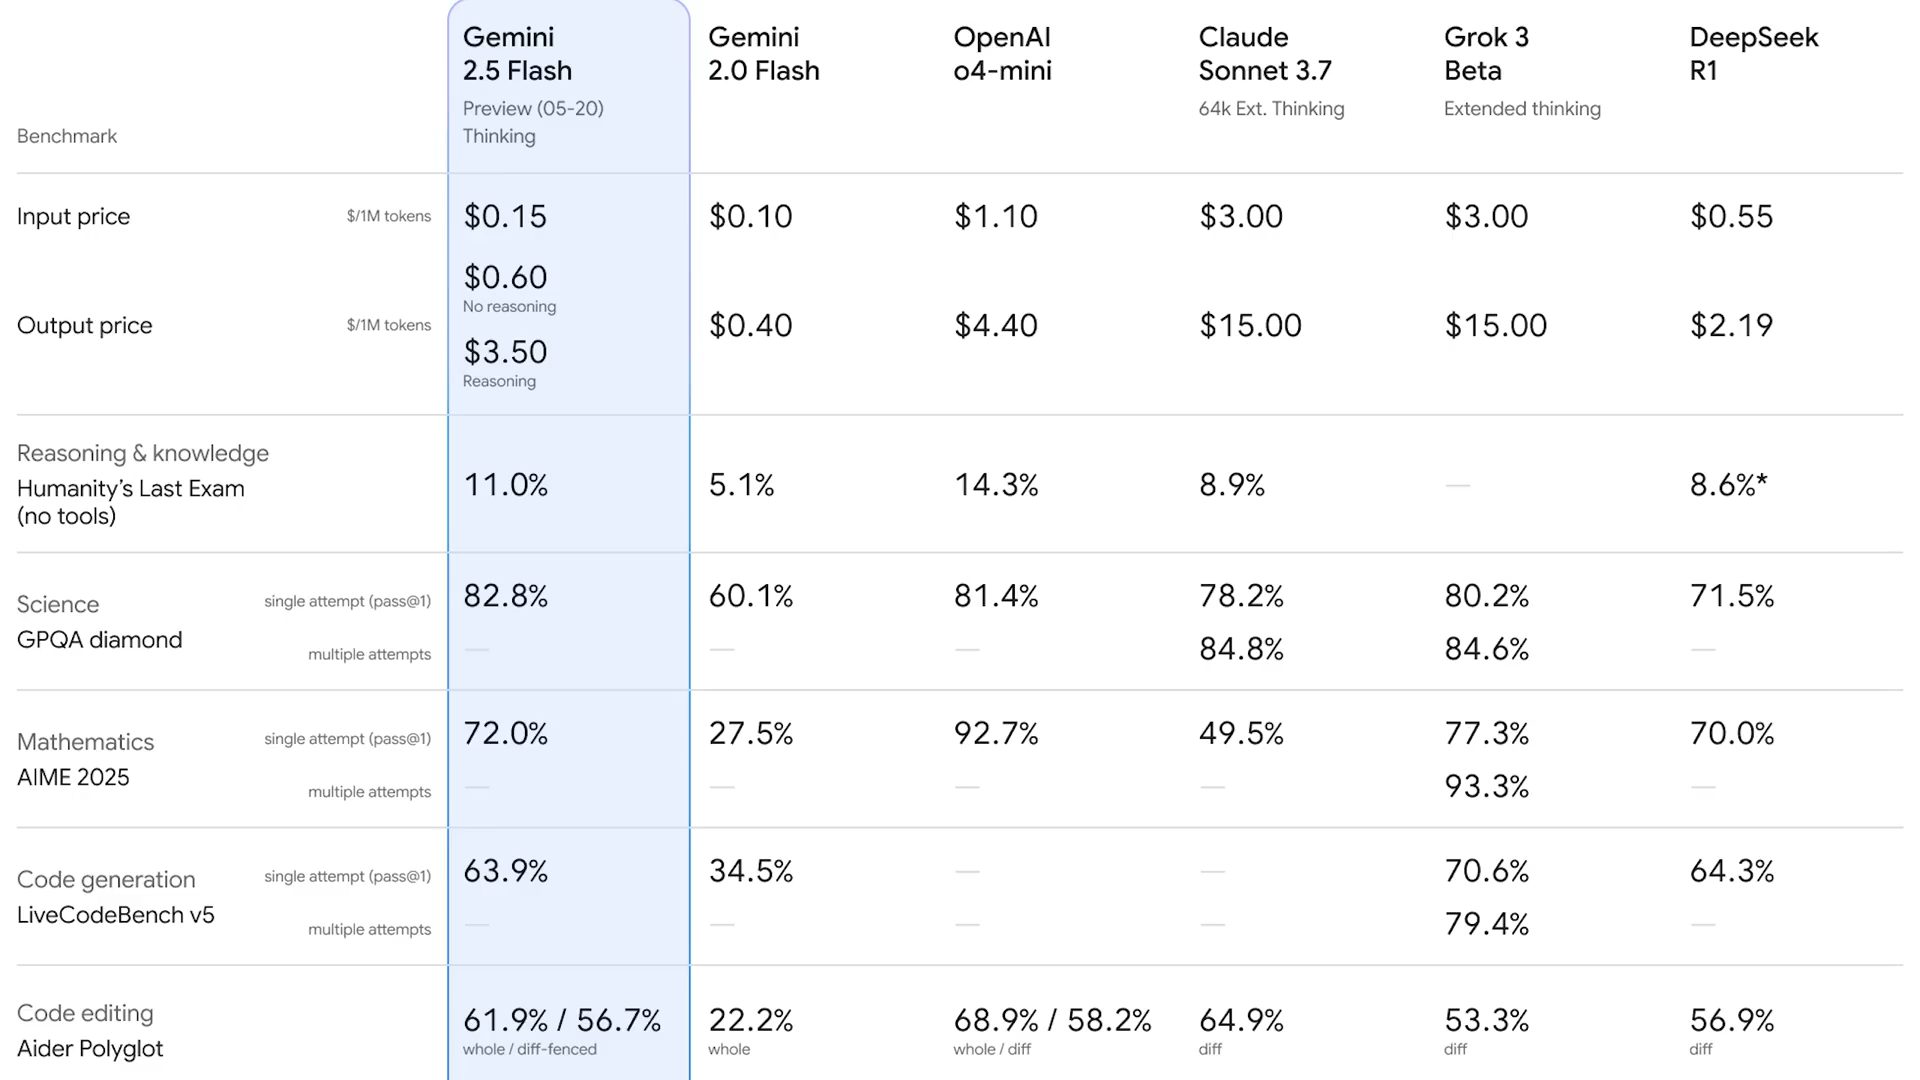 Benchmark
Gemini 2.5 Flash
Preview (05-20) Thinking
Gemini 2.0 Flash
OpenAI o4-mini
Claude Sonnet 3.7
64k Ext. Thinking
Grok 3 Beta
Extended thinking
DeepSeek R1
Input price $/1M tokens $0.15 $0.10 $1.10 $3.00 $3.00 $0.55
Output price $/1M tokens $0.60 No reasoning $3.50 Reasoning $0.40 $4.40 $15.00 $15.00 $2.19
Reasoning & knowledge
Humanity’s Last Exam (no tools) 11.0% 5.1% 14.3% 8.9% — 8.6%*
Science
GPQA diamond
single attempt (pass@1) 82.8% 60.1% 81.4% 78.2% 80.2% 71.5%
multiple attempts — — — 84.8% 84.6% —
Mathematics
AIME 2025
single attempt (pass@1) 72.0% 27.5% 92.7% 49.5% 77.3% 70.0%
multiple attempts — — — — 93.3% —
Code generation
LiveCodeBench v5
single attempt (pass@1) 63.9% 34.5% — — 70.6% 64.3%
multiple attempts — — — — 79.4% —
Code editing
Aider Polyglot
61.9% / 56.7% 22.2% 68.9% / 58.2% 64.9% 53.3% 56.9%
whole / diff-fenced whole whole / diff diff diff diff